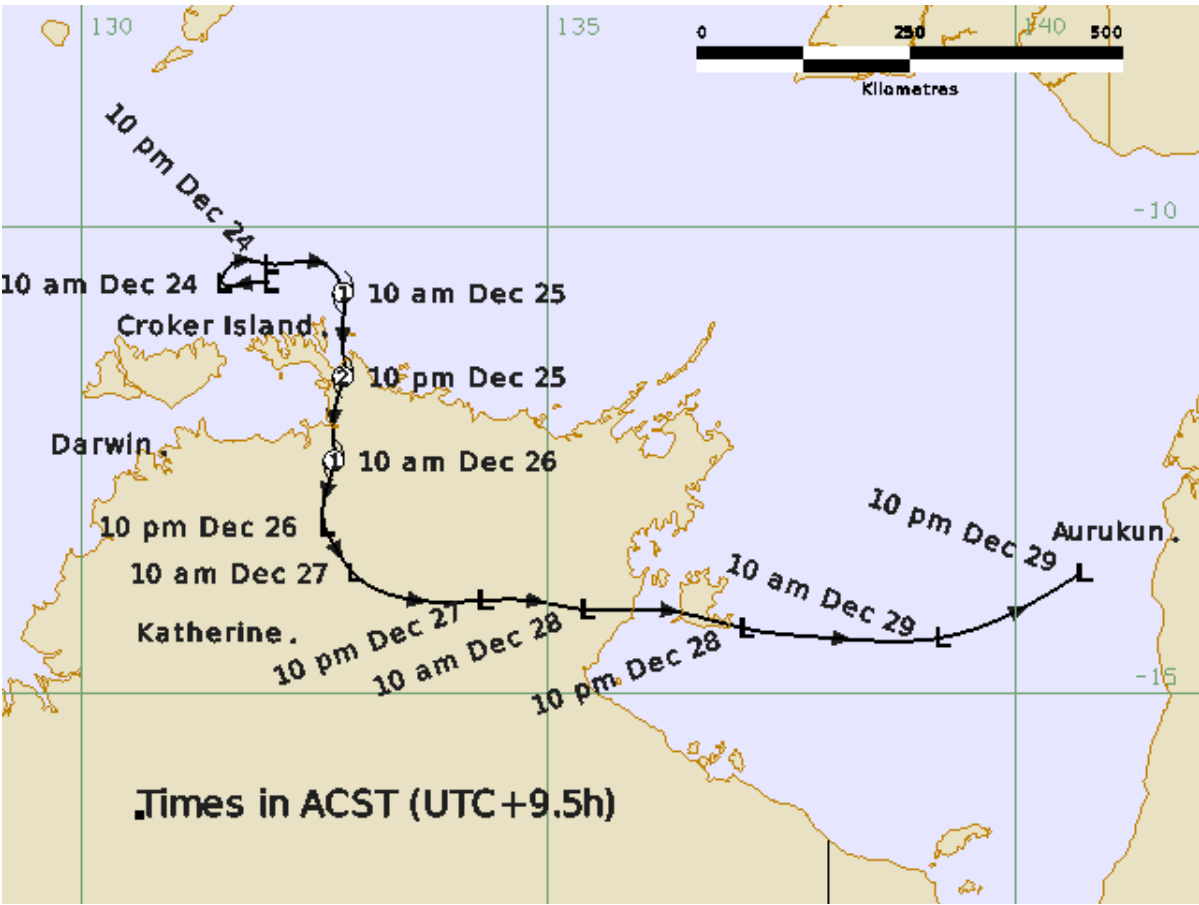 130
135
140
0
250
500
Kilometres
10 pm Dec 24
-10
10 am Dec 24
1
10 am Dec 25
Croker Island
2
10 pm Dec 25
Darwin
1
10 am Dec 26
10 pm Dec 26
10 pm Dec 29
Aurukun
10 am Dec 27
10 am Dec 29
Katherine
10 pm Dec 27
10 am Dec 28
10 pm Dec 28
-15
L
L
L
L
L
L
L
L
L
L
Times in ACST (UTC+9.5h)